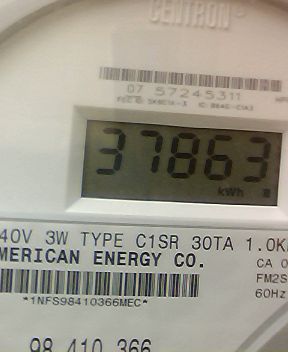 CENTRON
07 57245311
37863
kWh
40V 3W TYPE C1SR 30TA 1.0K
MERICAN ENERGY CO.
CA 0
FM2S
60Hz
*1NFS98410366MEC*
98 410 366